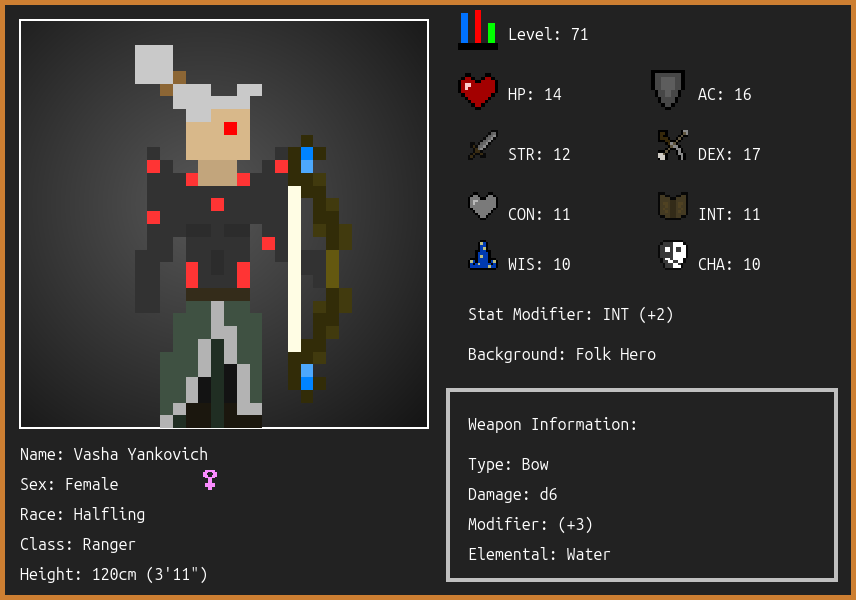 Level: 71
HP: 14
AC: 16
STR: 12
DEX: 17
CON: 11
INT: 11
WIS: 10
CHA: 10
Stat Modifier: INT (+2)
Background: Folk Hero
Weapon Information:
Type: Bow
Damage: d6
Modifier: (+3)
Elemental: Water
Name: Vasha Yankovich
Sex: Female
Race: Halfling
Class: Ranger
Height: 120cm (3'11")